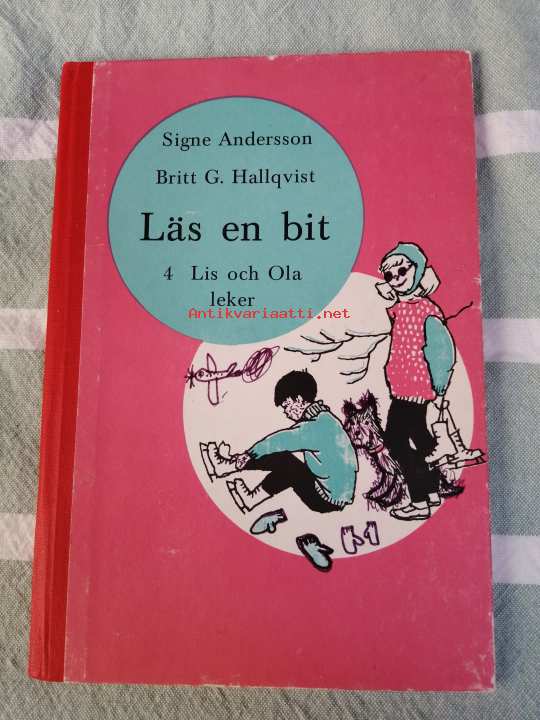 Signe Andersson
Britt G. Hallqvist
Läs en bit
4 Lis och Ola
leker
Antikvariaatti.net